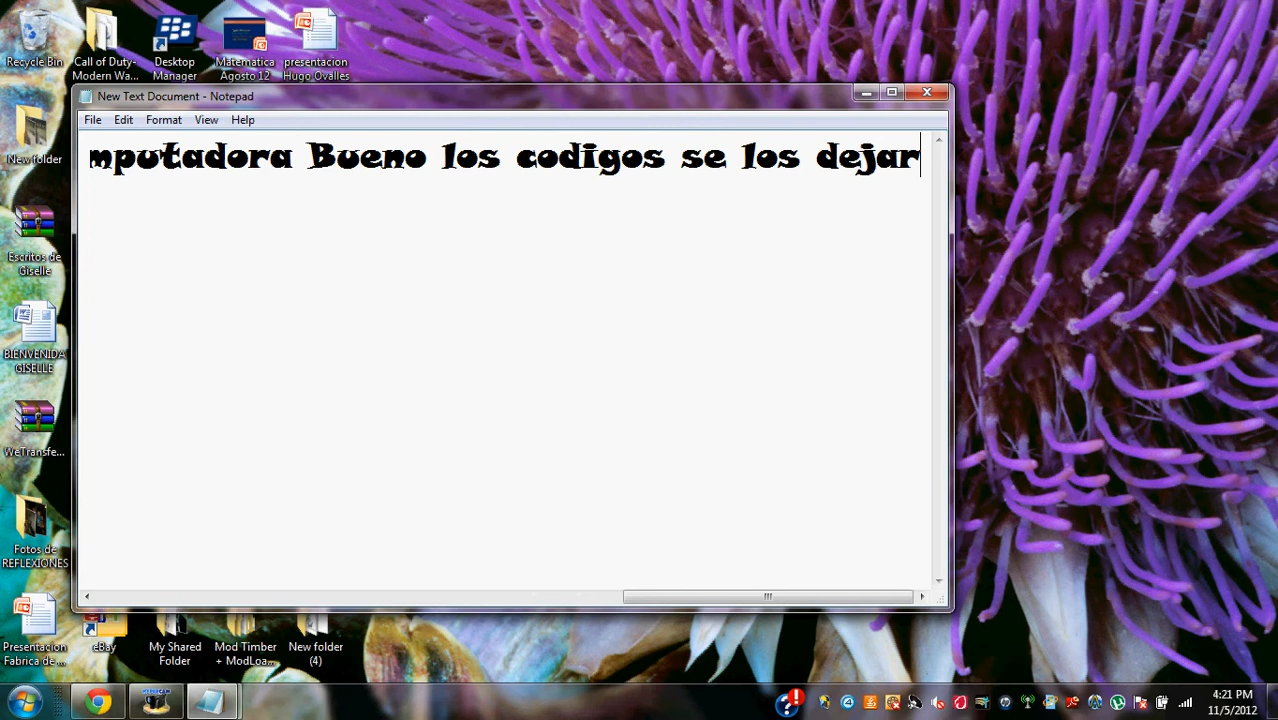 Recycle Bin
Call of Duty-
Modern Wa...
Desktop
Manager
Matematica
Agosto 12
presentacion
Hugo Ovalles
New Text Document - Notepad
File Edit Format View Help
mputadora Bueno los codigos se los dejar
New folder
Escritos de
Giselle
BIENVENIDA
GISELLE
WeTransfe...
Fotos de
REFLEXIONES
Presentacion
Fabrica de ...
eBay
My Shared
Folder
Mod Timber
+ ModLoa...
New folder
(4)
4:21 PM
11/5/2012